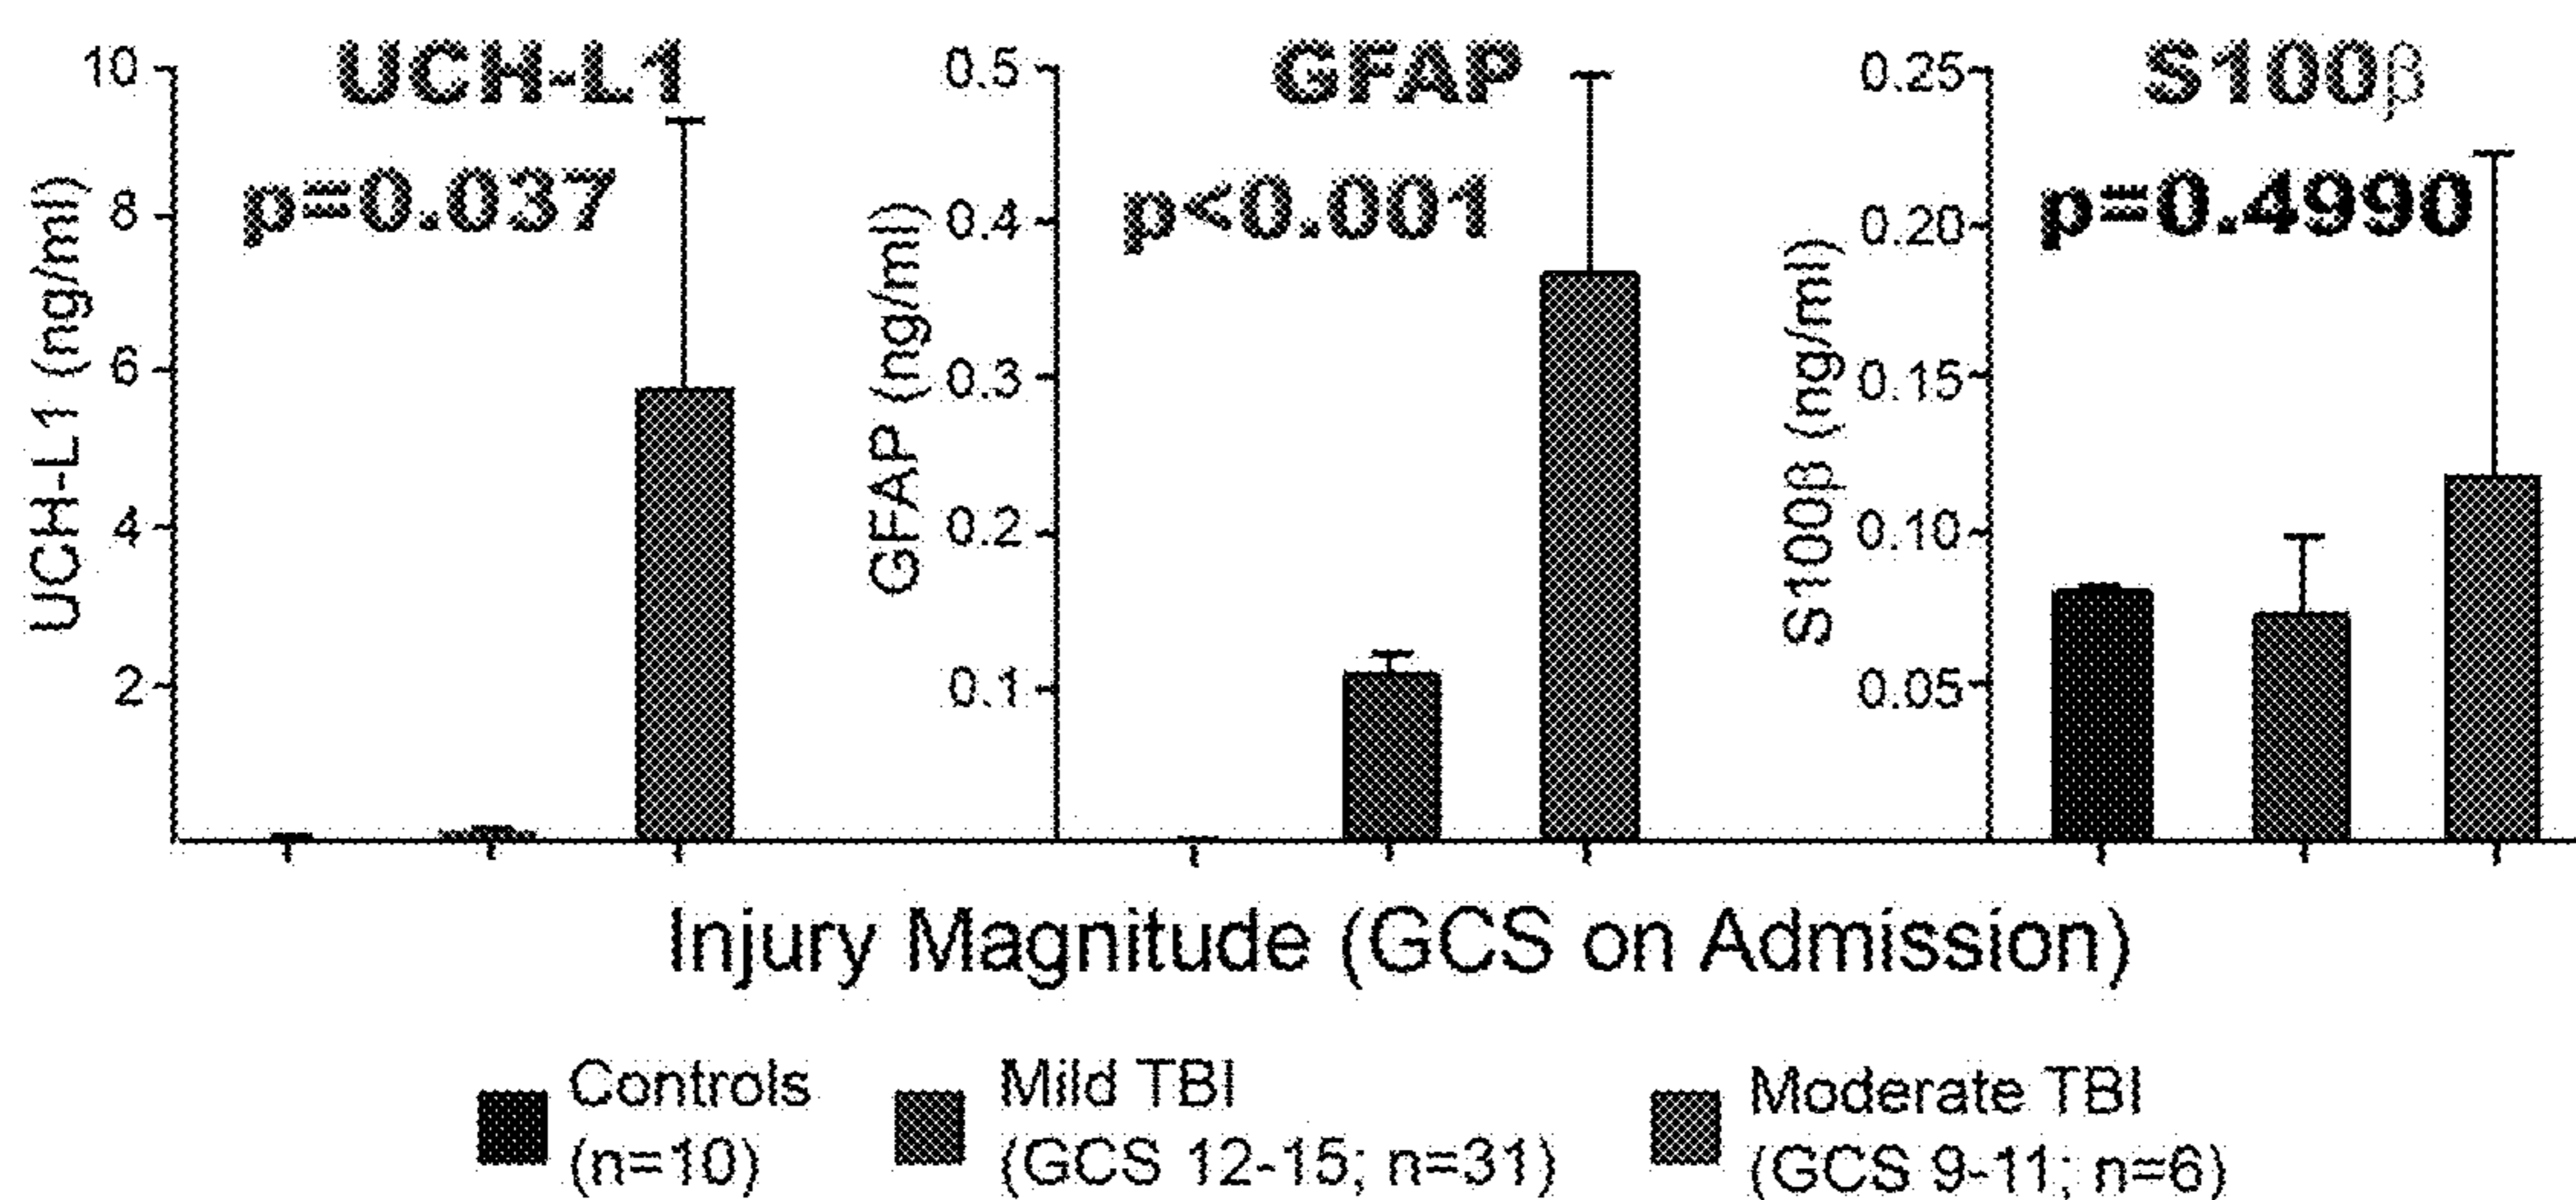 UCH-L1
p=0.037
UCH-L1 (ng/ml)
10
8
6
4
2
GFAP
p<0.001
GFAP (ng/ml)
0.5
0.4
0.3
0.2
0.1
S100β
p=0.4990
S100β (ng/ml)
0.25
0.20
0.15
0.10
0.05
Injury Magnitude (GCS on Admission)
Controls
(n=10)
Mild TBI
(GCS 12-15; n=31)
Moderate TBI
(GCS 9-11; n=6)